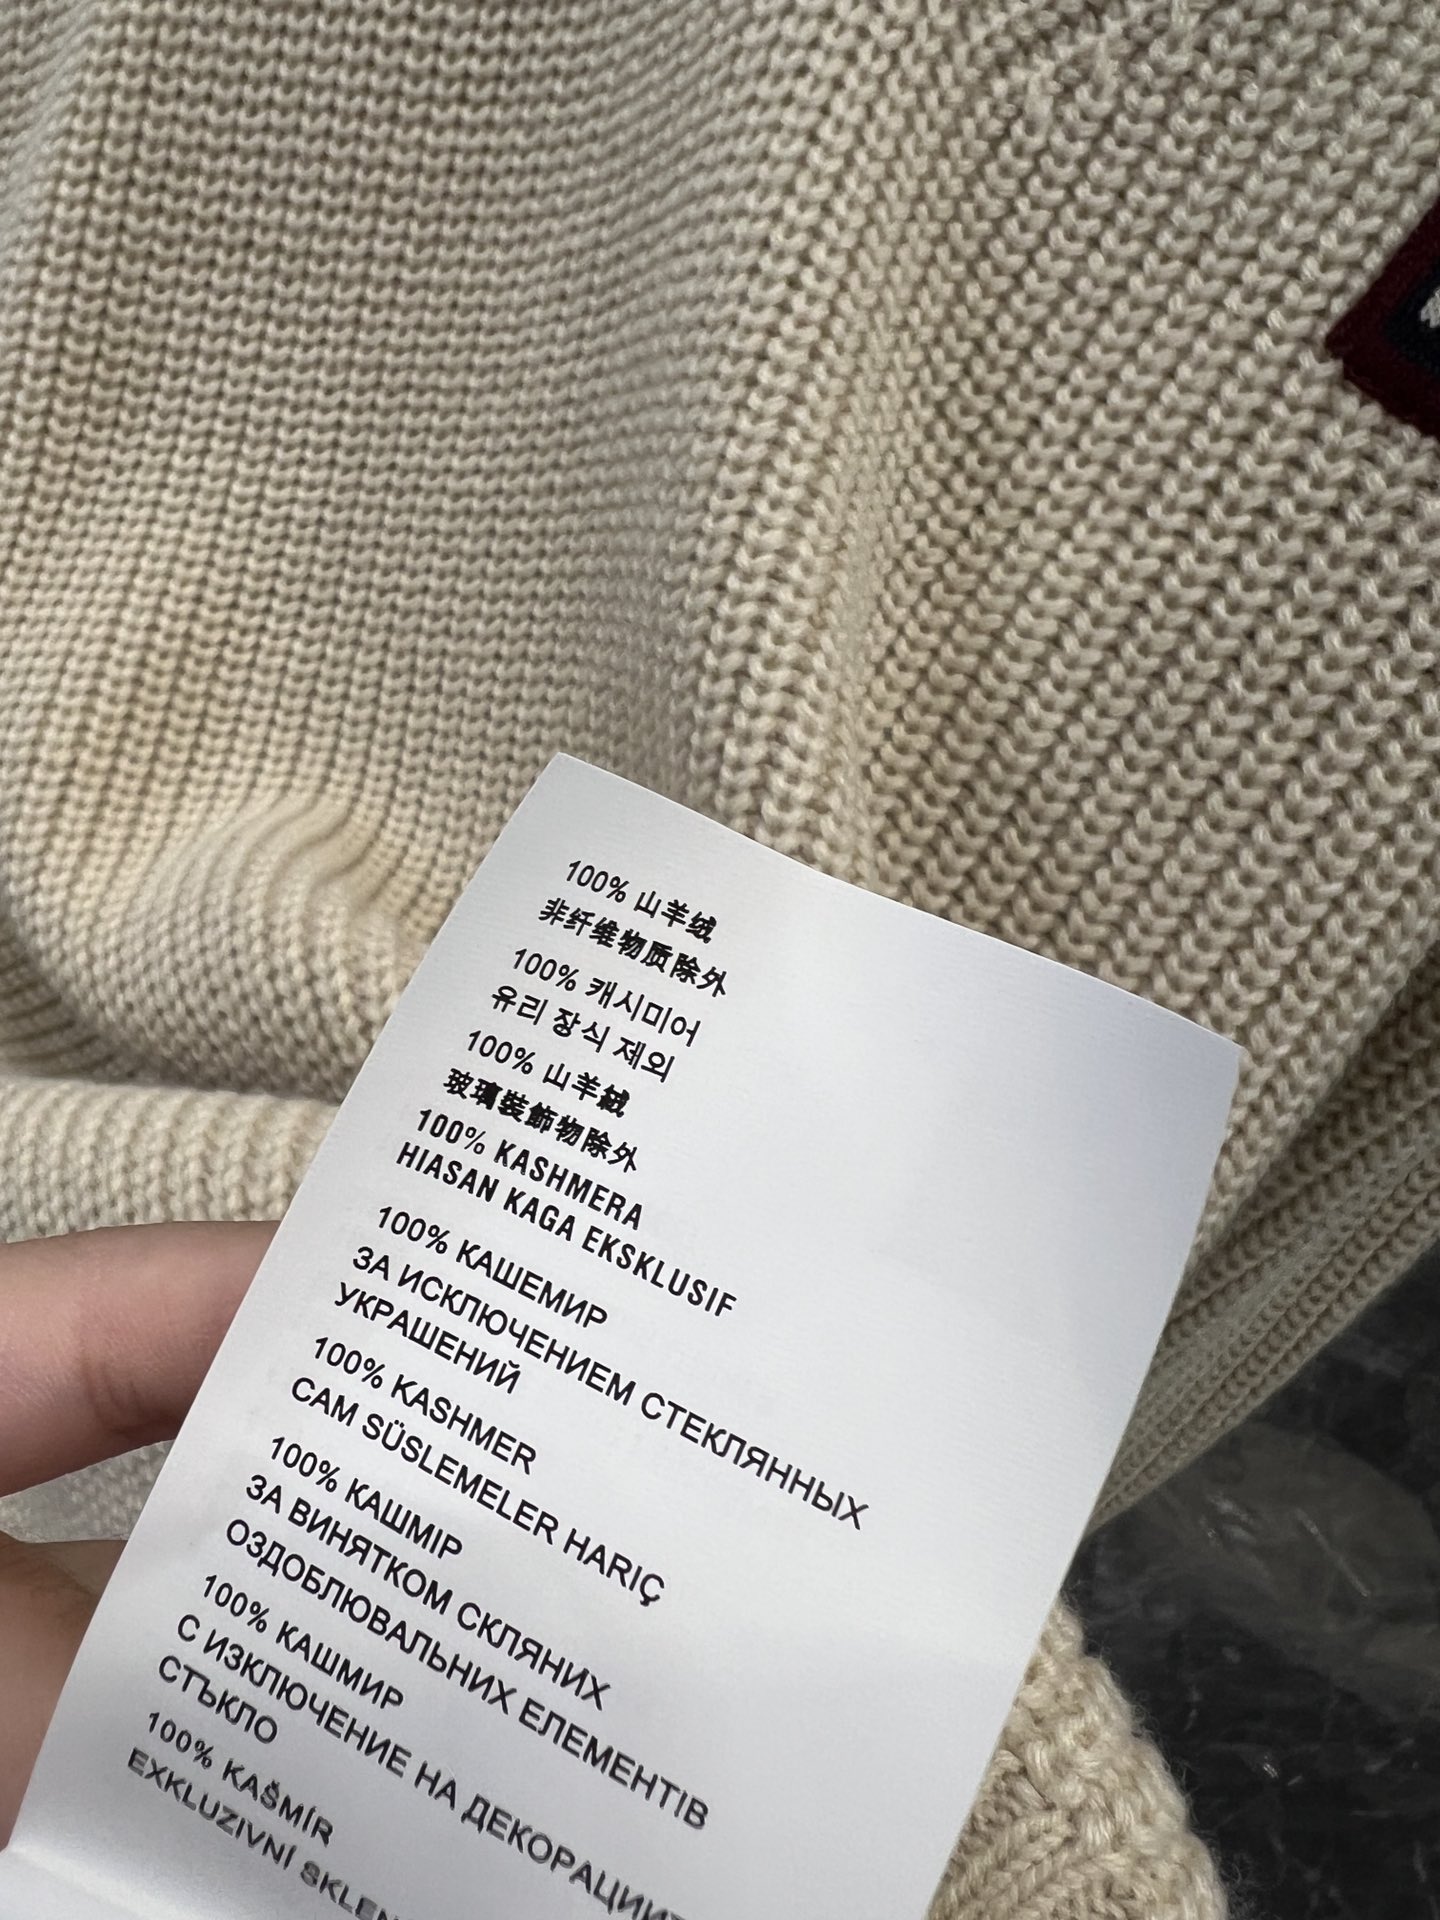 100% 山羊绒
非纤维物质除外
100% 캐시미어
유리 장식 제외
100% 山羊絨
玻璃裝飾物除外
100% KASHMERA
HIASAN KAGA EKSKLUSIF
100% КАШЕМИР
ЗА ИСКЛЮЧЕНИЕМ СТЕКЛЯННЫХ
УКРАШЕНИЙ
100% KASHMER
CAM SÜSLEMELER HARIÇ
100% КАШМІР
ЗА ВИНЯТКОМ СКЛЯНИХ
ОЗДОБЛЮВАЛЬНИХ ЕЛЕМЕНТІВ
100% КАШМИР
С ИЗКЛЮЧЕНИЕ НА
СТЪКЛО
100% KAŠMÍR
EXKLUZIVNÍ